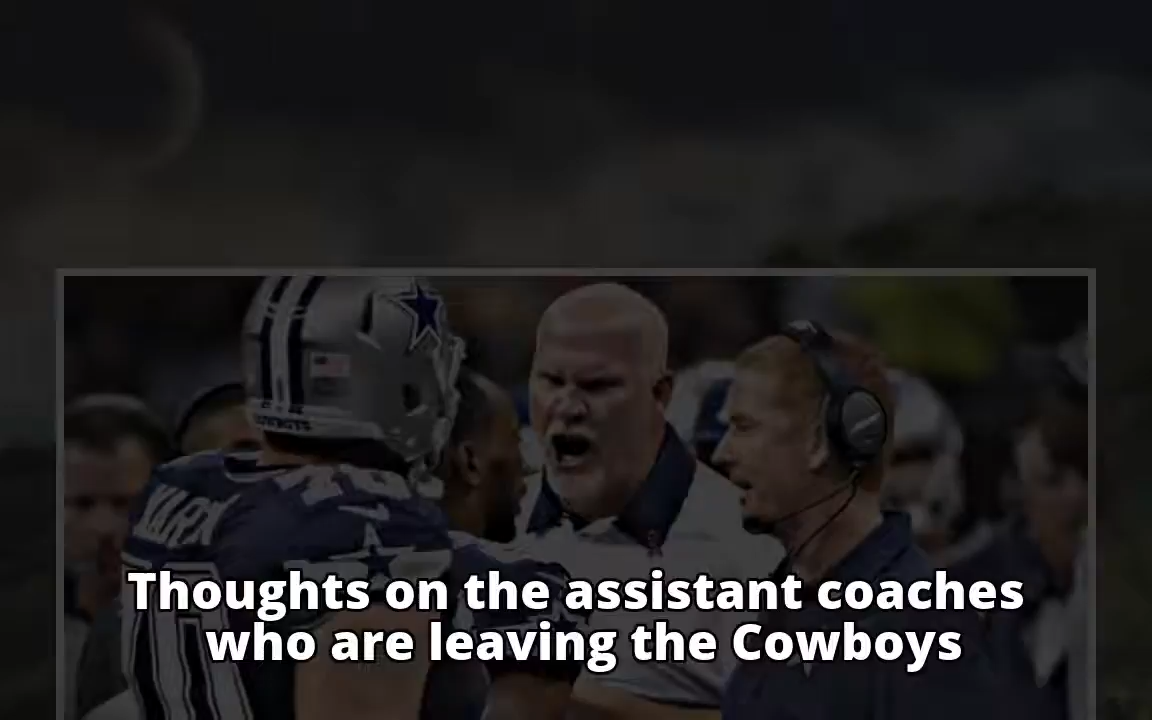 Thoughts on the assistant coaches
who are leaving the Cowboys